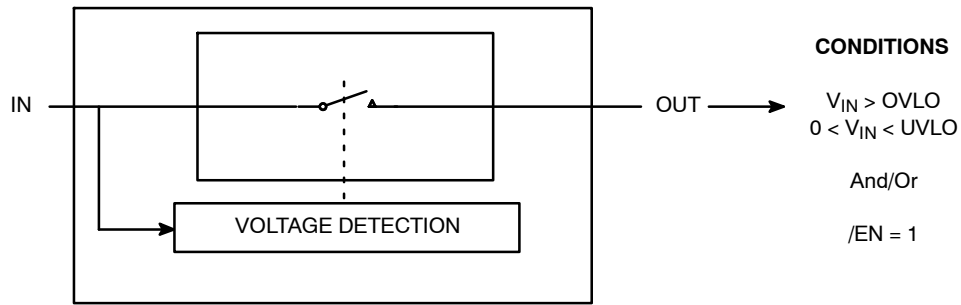 CONDITIONS
IN
OUT
V_IN > OVLO
0 < V_IN < UVLO
And/Or
VOLTAGE DETECTION
/EN = 1